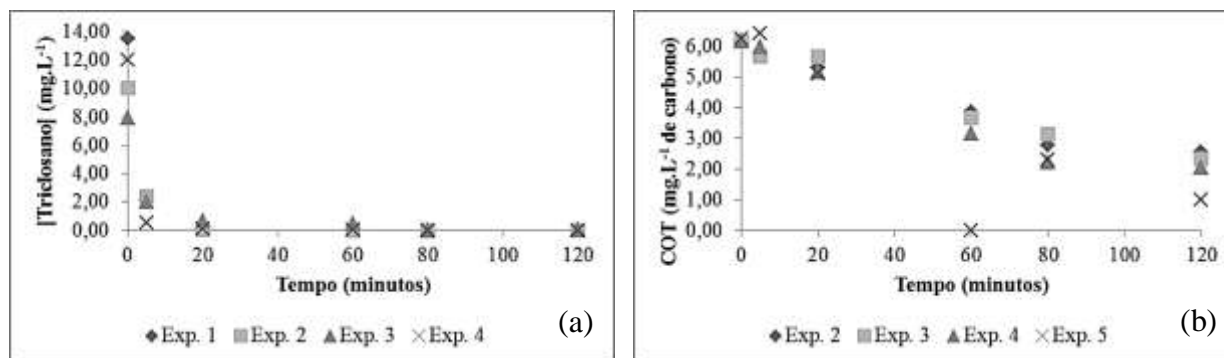 [Triclosano] (mg.L⁻¹)
14,00
12,00
10,00
8,00
6,00
4,00
2,00
0,00
0 20 40 60 80 100 120
Tempo (minutos)
Exp. 1 Exp. 2 Exp. 3 Exp. 4
(a)
COT (mg.L⁻¹ de carbono)
6,00
5,00
4,00
3,00
2,00
1,00
0,00
0 20 40 60 80 100 120
Tempo (minutos)
Exp. 2 Exp. 3 Exp. 4 Exp. 5
(b)